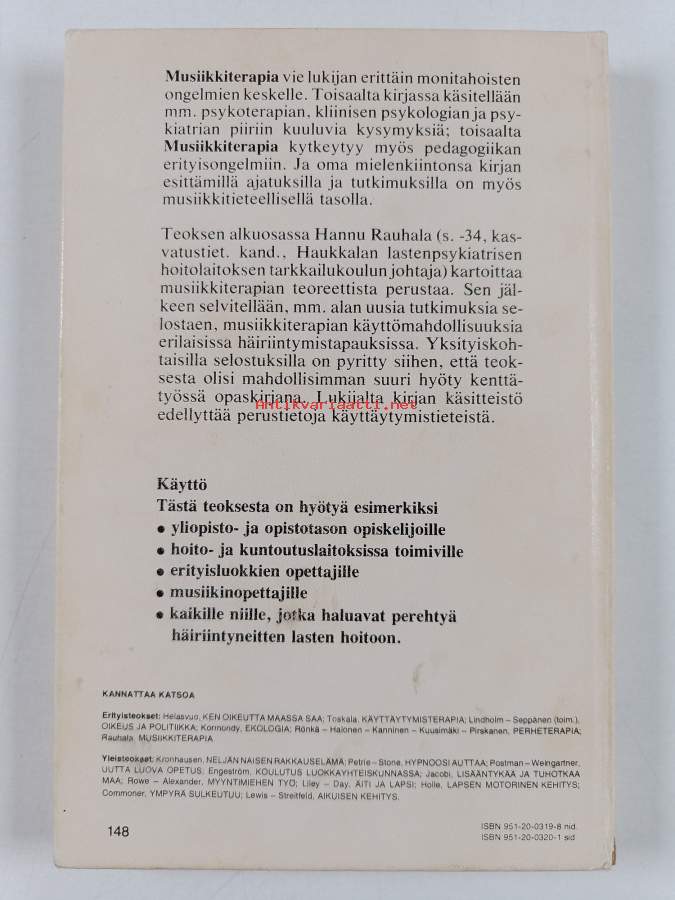 Musiikkiterapia vie lukijan erittäin monitahoisten
ongelmien keskelle. Toisaalta kirjassa käsitellään
mm. psykoterapian, kliinisen psykologian ja psy-
kiatrian piiriin kuuluvia kysymyksiä; toisaalta
Musiikkiterapia kytkeytyy myös pedagogiikan
erityisongelmiin. Ja oma mielenkiintonsa kirjan
esittämillä ajatuksilla ja tutkimuksilla on myös
musiikkitieteellisellä tasolla.
Teoksen alkuosassa Hannu Rauhala (s. -34, kas-
vatustiet. kand., Haukkalan lastenpsykiatrisen
hoitolaitoksen tarkkailukoulun johtaja) kartoittaa
musiikkiterapian teoreettista perustaa. Sen jäl-
keen selvitellään, mm. alan uusia tutkimuksia se-
lostaen, musiikkiterapian käyttömahdollisuuksia
erilaisissa häiriintymistapauksissa. Yksityiskoh-
taisilla selostuksilla on pyritty siihen, että teok-
sesta olisi mahdollisimman suuri hyöty kenttä-
työssä opaskirjana. Lukijalta kirjan käsitteistö
Antikvariaatti.net
edellyttää perustietoja käyttäytymistieteistä.
Käyttö
Tästä teoksesta on hyötyä esimerkiksi
● yliopisto- ja opistotason opiskelijoille
● hoito- ja kuntoutuslaitoksissa toimiville
● erityisluokkien opettajille
● musiikinopettajille
● kaikille niille, jotka haluavat perehtyä
häiriintyneitten lasten hoitoon.
KANNATTAA KATSOA
Erityisteokset: Helasvuo, KEN OIKEUTTA MAASSA SAA; Toskala, KÄYTTÄYTYMISTERAPIA; Lindholm – Seppänen (toim.),
OIKEUS JA POLITIIKKA; Kormondy, EKOLOGIA; Rönkä – Halonen – Kanninen – Kuusimäki – Pirskanen, PERHETERAPIA;
Rauhala, MUSIIKKITERAPIA
Yleisteokset: Kronhausen, NELJÄN NAISEN RAKKAUSELÄMÄ; Petrie – Stone, HYPNOOSI AUTTAA; Postman – Weingartner,
UUTTA LUOVA OPETUS; Engeström, KOULUTUS LUOKKAYHTEISKUNNASSA; Jacobi, LISÄÄNTYKÄÄ JA TUHOTKAA
MAA; Rowe – Alexander, MYYNTIMIEHEN TYÖ; Liley – Day, ÄITI JA LAPSI; Holle, LAPSEN MOTORINEN KEHITYS;
Commoner, YMPYRÄ SULKEUTUU; Lewis – Streitfeld, AIKUISEN KEHITYS.
148
ISBN 951-20-0319-8 nid.
ISBN 951-20-0320-1 sid.